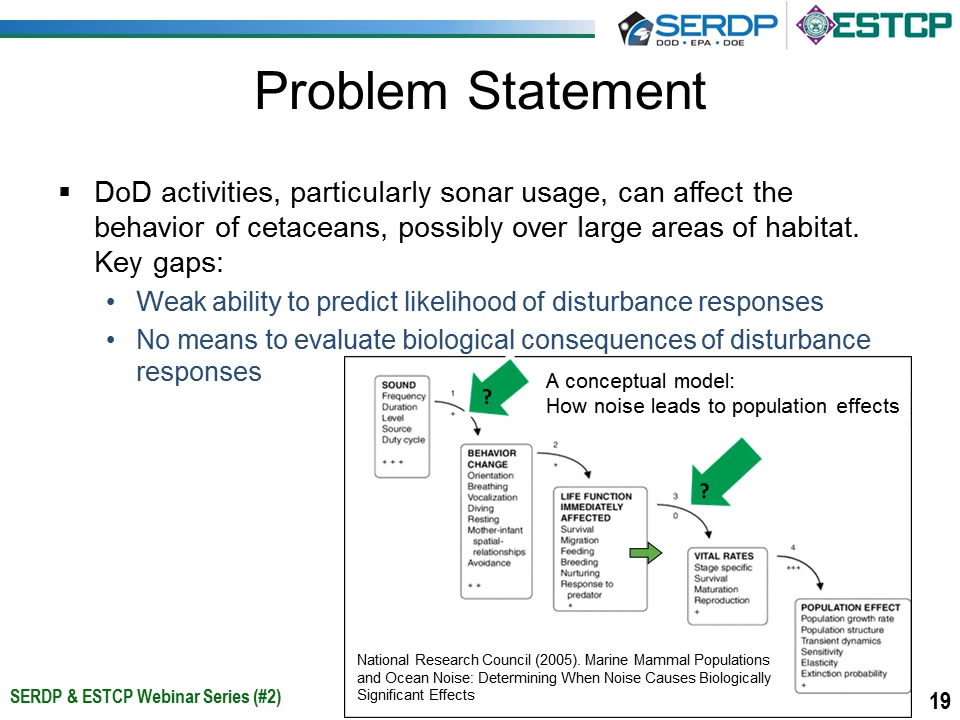 SERDP
DOD • EPA • DOE
ESTCP
Problem Statement
▪ DoD activities, particularly sonar usage, can affect the
behavior of cetaceans, possibly over large areas of habitat.
Key gaps:
• Weak ability to predict likelihood of disturbance responses
• No means to evaluate biological consequences of disturbance
responses
A conceptual model:
How noise leads to population effects
SOUND
Frequency
Duration
Level
Source
Duty cycle
+ + +
1
+
?
BEHAVIOR
CHANGE
Orientation
Breathing
Vocalization
Diving
Resting
Mother-infant
spatial-
relationships
Avoidance
+ +
2
+
LIFE FUNCTION
IMMEDIATELY
AFFECTED
Survival
Migration
Feeding
Breeding
Nurturing
Response to
predator
+
3
0
?
VITAL RATES
Stage specific
Survival
Maturation
Reproduction
+
4
+++
POPULATION EFFECT
Population growth rate
Population structure
Transient dynamics
Sensitivity
Elasticity
Extinction probability
+
National Research Council (2005). Marine Mammal Populations
and Ocean Noise: Determining When Noise Causes Biologically
Significant Effects
SERDP & ESTCP Webinar Series (#2)
19